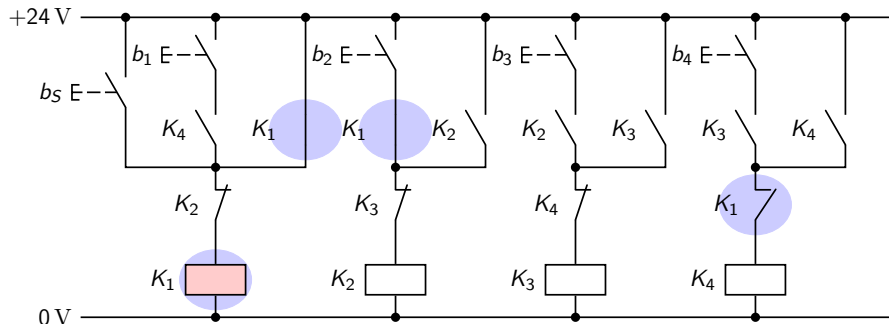 +24 V
b1 b2 b3 b4
bS
K4 K1 K1 K2 K2 K3 K3 K4
K2 K3 K4 K1
K1 K2 K3 K4
0 V